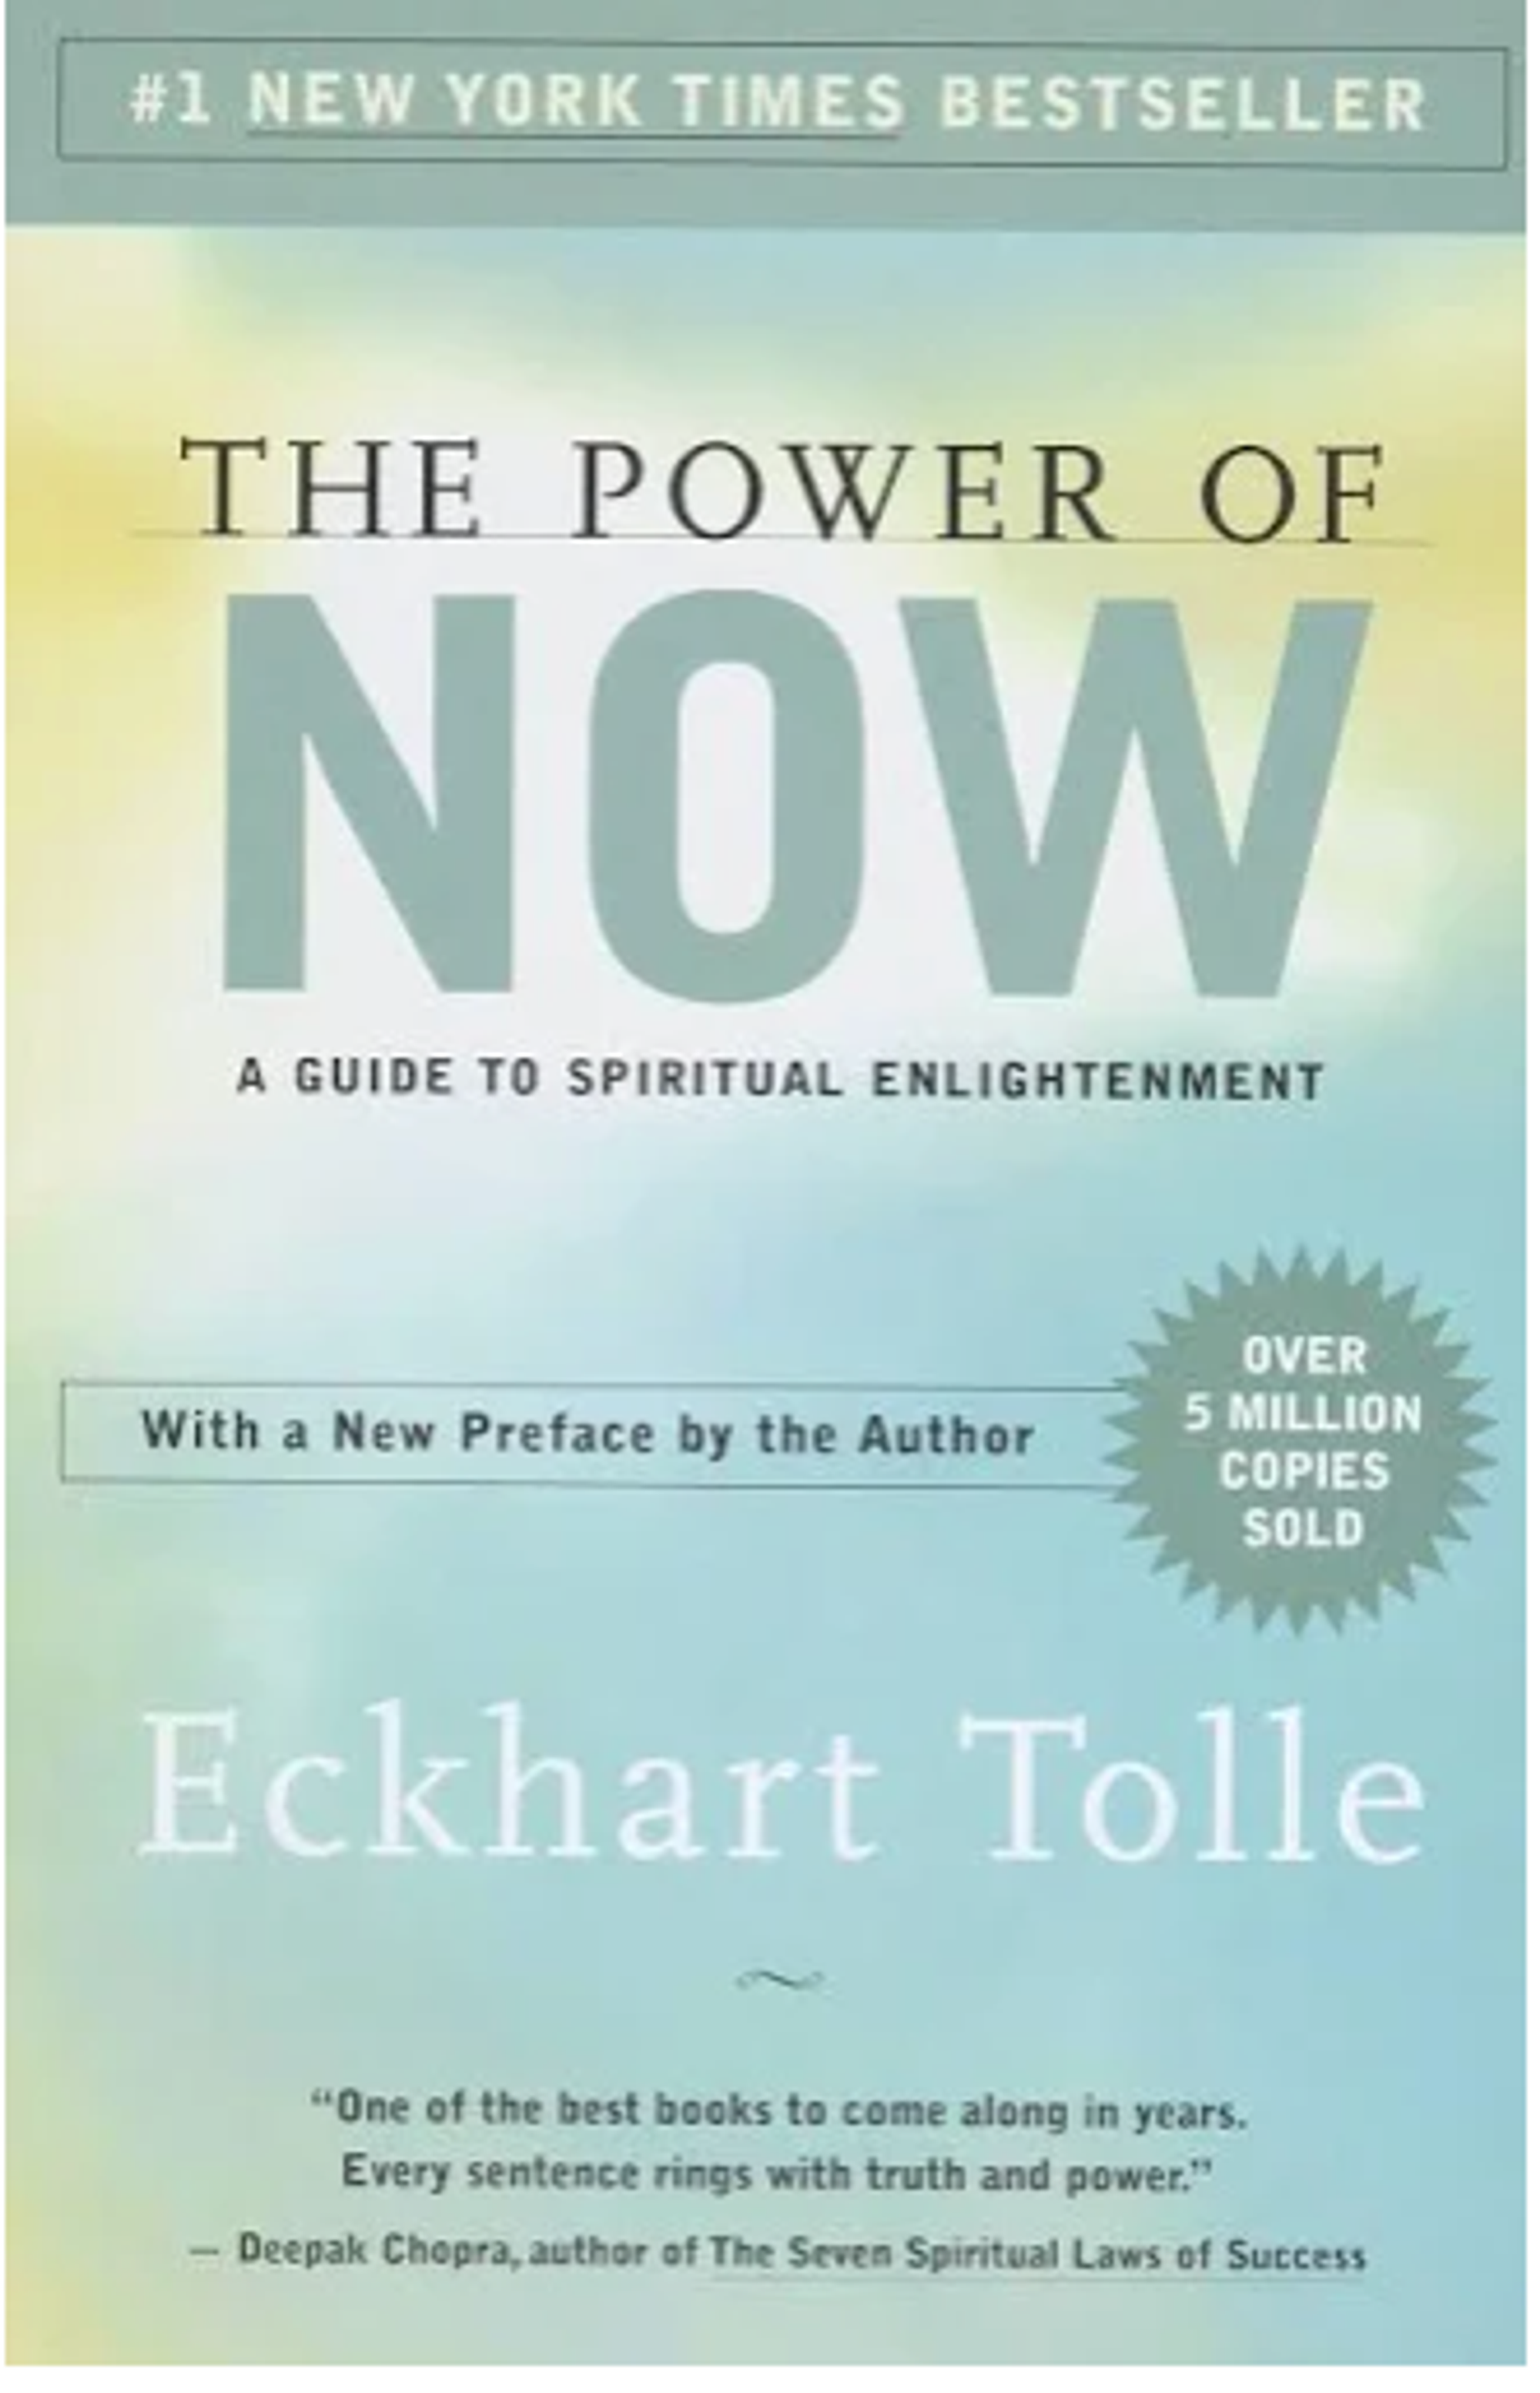 #1 NEW YORK TIMES BESTSELLER
THE POWER OF
NOW
A GUIDE TO SPIRITUAL ENLIGHTENMENT
With a New Preface by the Author
OVER
5 MILLION
COPIES
SOLD
Eckhart Tolle
“One of the best books to come along in years.
Every sentence rings with truth and power.”
— Deepak Chopra, author of The Seven Spiritual Laws of Success